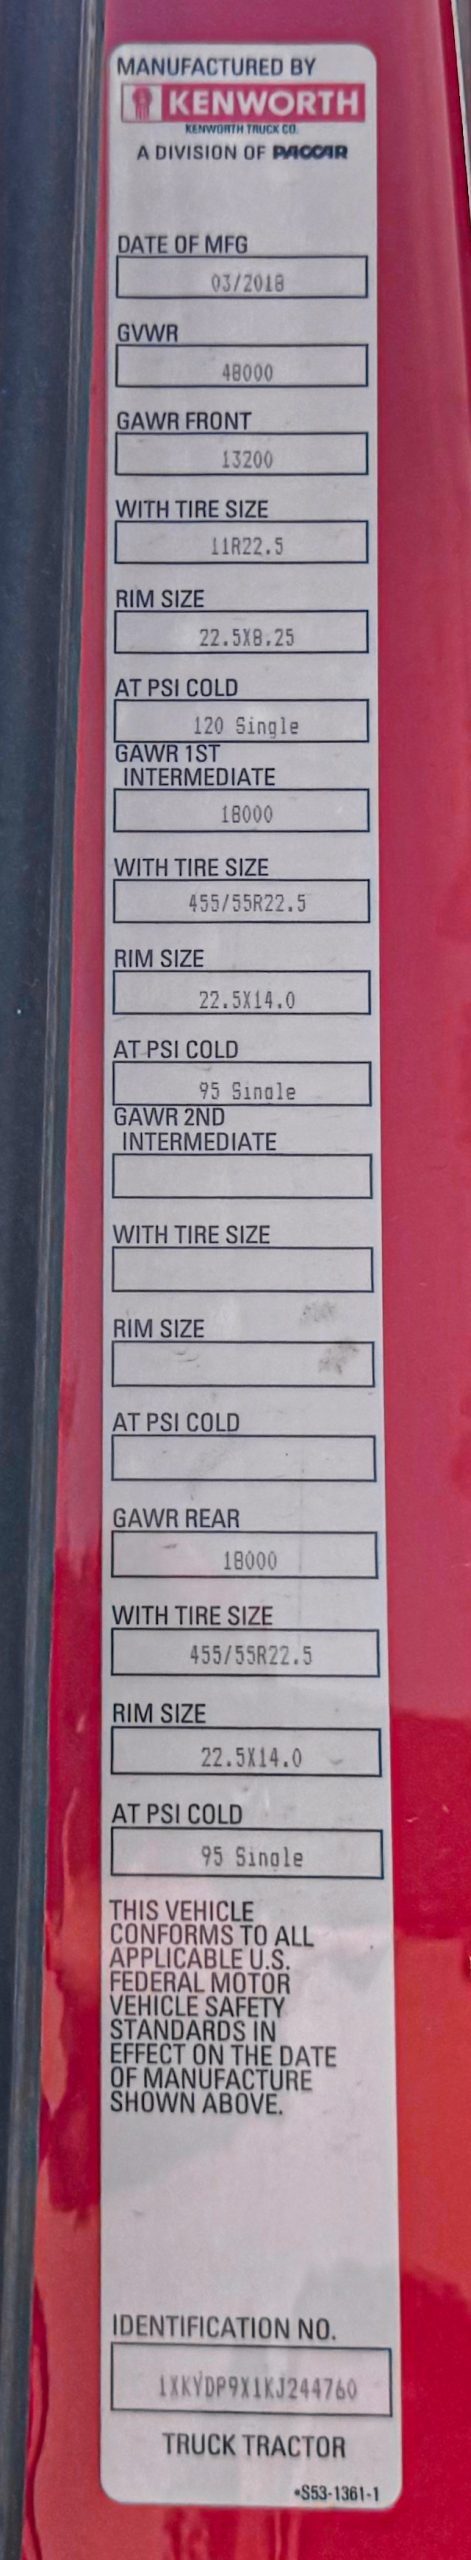 MANUFACTURED BY
KENWORTH
KENWORTH TRUCK CO.
A DIVISION OF PACCAR
DATE OF MFG
03/2018
GVWR
48000
GAWR FRONT
13200
WITH TIRE SIZE
11R22.5
RIM SIZE
22.5X8.25
AT PSI COLD
120 Single
GAWR 1ST
INTERMEDIATE
18000
WITH TIRE SIZE
455/55R22.5
RIM SIZE
22.5X14.0
AT PSI COLD
95 Single
GAWR 2ND
INTERMEDIATE
WITH TIRE SIZE
RIM SIZE
AT PSI COLD
GAWR REAR
18000
WITH TIRE SIZE
455/55R22.5
RIM SIZE
22.5X14.0
AT PSI COLD
95 Single
THIS VEHICLE
CONFORMS TO ALL
APPLICABLE U.S.
FEDERAL MOTOR
VEHICLE SAFETY
STANDARDS IN
EFFECT ON THE DATE
OF MANUFACTURE
SHOWN ABOVE.
IDENTIFICATION NO.
1XKYDP9X1KJ244760
TRUCK TRACTOR
•S53-1361-1